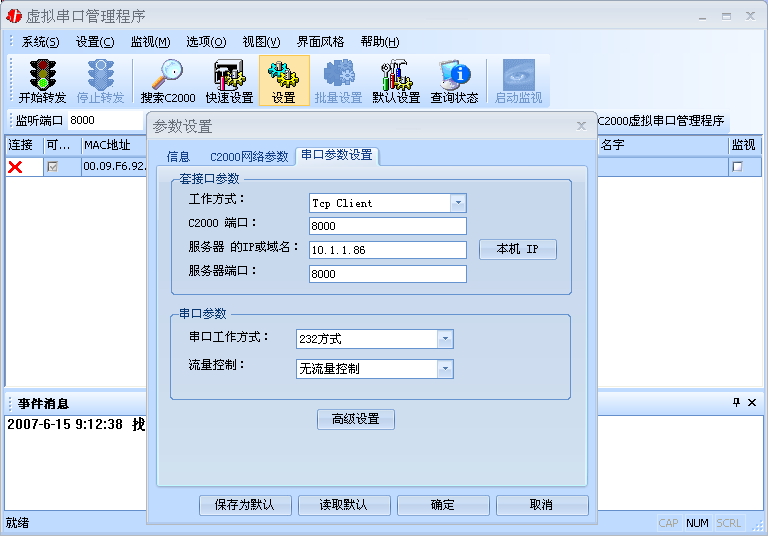 虚拟串口管理程序
系统(S) 设置(C) 监视(M) 选项(O) 视图(V) 界面风格 帮助(H)
开始转发 停止转发 搜索C2000 快速设置 设置 批量设置 默认设置 查询状态 启动监视
监听端口 8000 C2000虚拟串口管理程序
连接 可... MAC地址 名字 监视
00.09.F6.92.
参数设置
信息 C2000网络参数 串口参数设置
套接口参数
工作方式： Tcp Client
C2000 端口： 8000
服务器 的IP或域名： 10.1.1.86 本机 IP
服务器端口： 8000
串口参数
串口工作方式： 232方式
流量控制： 无流量控制
高级设置
保存为默认 读取默认 确定 取消
事件消息
2007-6-15 9:12:38 找
就绪 CAP NUM SCRL